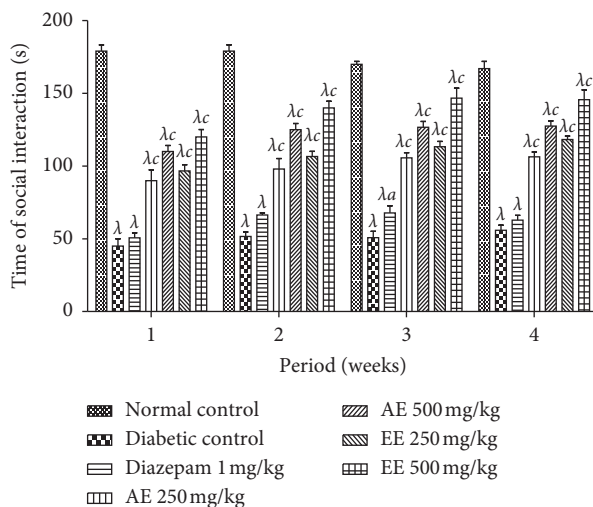 Time of social interaction (s)
200
150
100
50
0
λ λ λc λc λc λc
λ λ λc λc λc λc
λ λa λc λc λc λc
λ λ λc λc λc λc
1 2 3 4
Period (weeks)
Normal control
Diabetic control
Diazepam 1 mg/kg
AE 250 mg/kg
AE 500 mg/kg
EE 250 mg/kg
EE 500 mg/kg